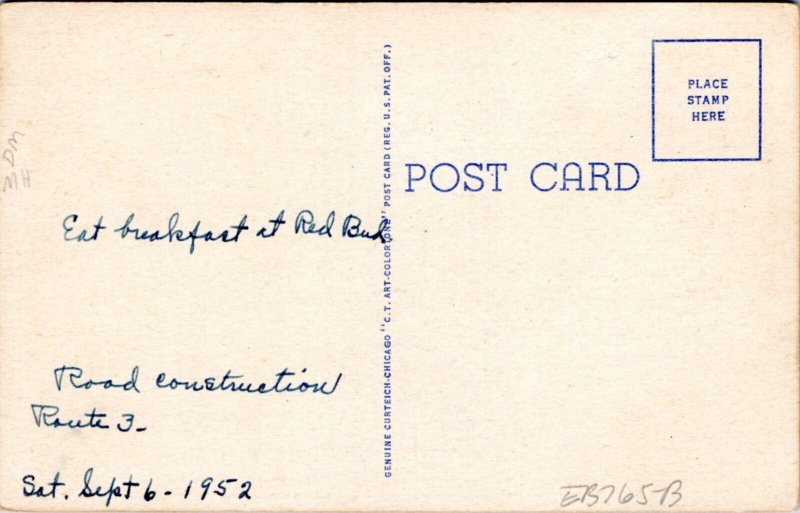 Eat breakfast at Red Bud
Road construction
Route 3-
Sat. Sept 6 - 1952
GENUINE CURTEICH-CHICAGO "C.T. ART-COLORTONE" POST CARD (REG. U.S. PAT. OFF.)
POST CARD
PLACE
STAMP
HERE
EB765B